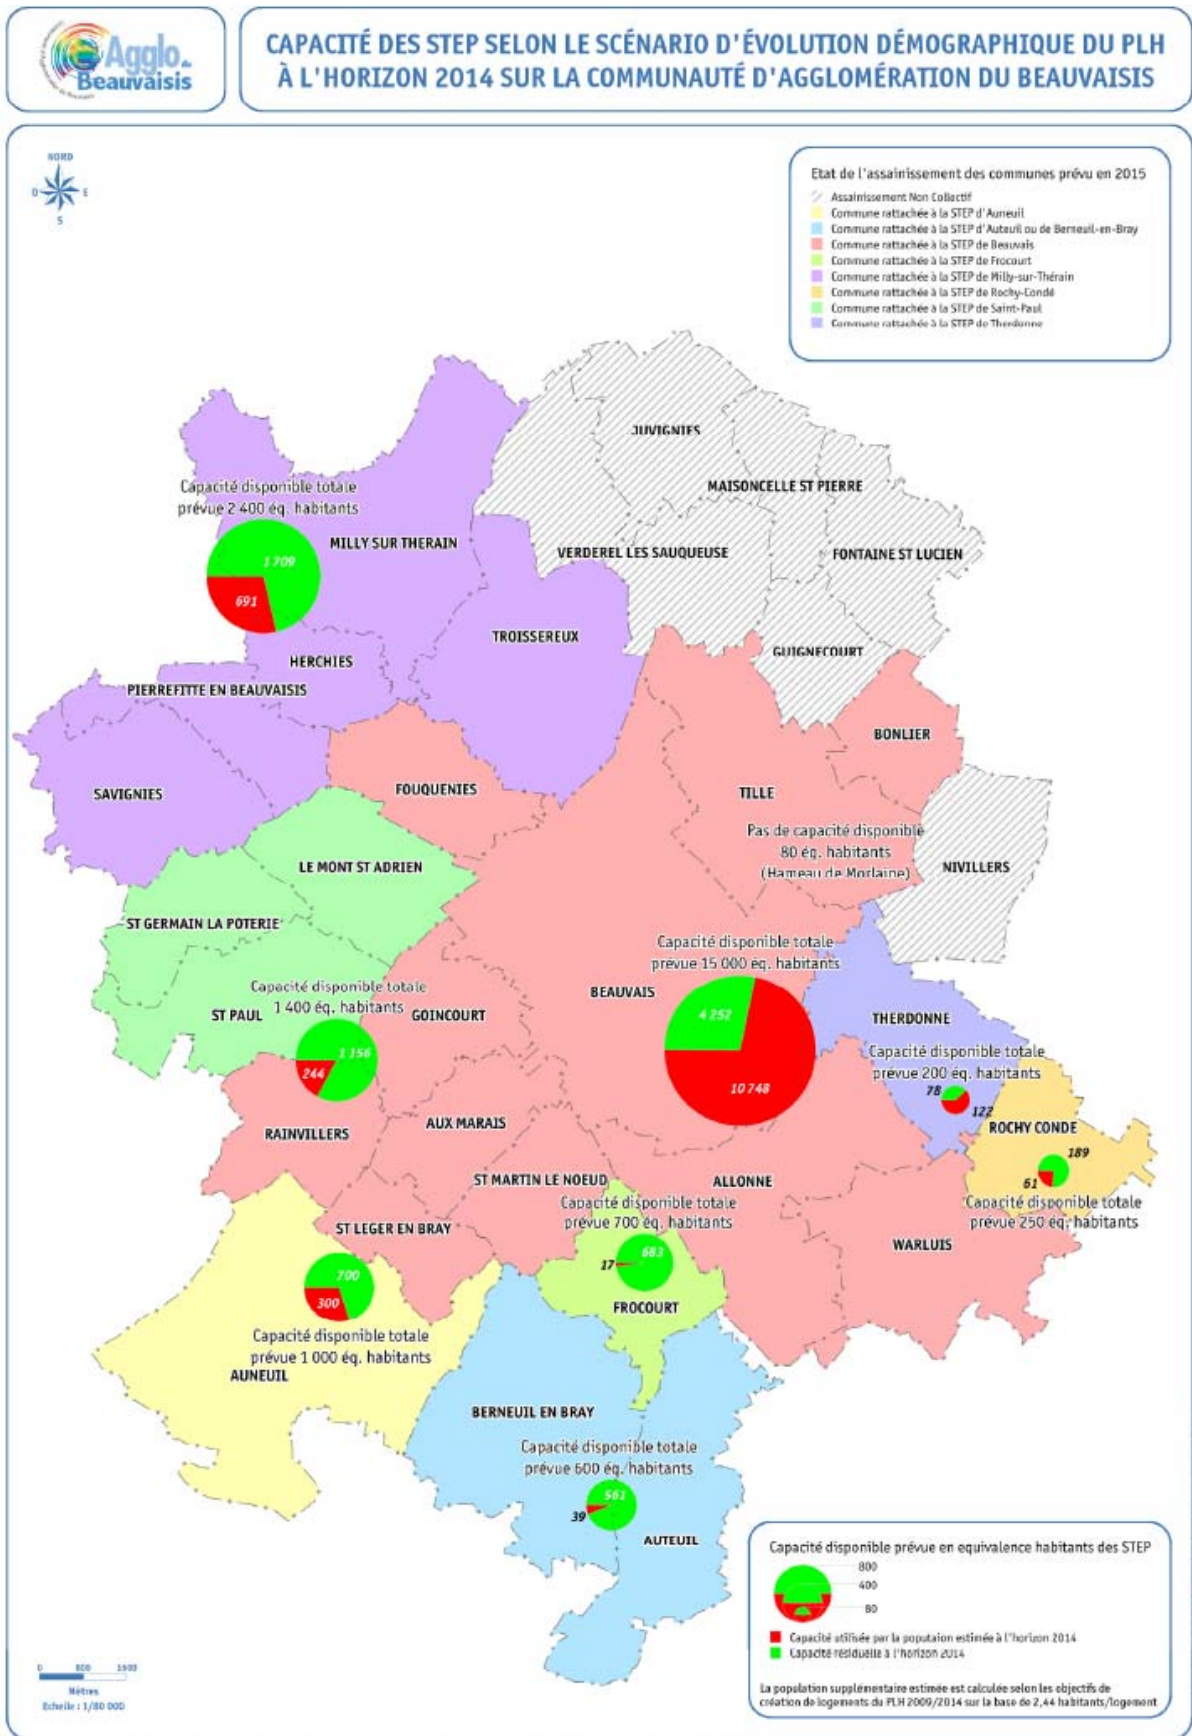 Agglo.
Beauvaisis
CAPACITÉ DES STEP SELON LE SCÉNARIO D'ÉVOLUTION DÉMOGRAPHIQUE DU PLH
À L'HORIZON 2014 SUR LA COMMUNAUTÉ D'AGGLOMÉRATION DU BEAUVAISIS
NORD
O
E
S
Etat de l'assainissement des communes prévu en 2015
Assainissement Non Collectif
Commune rattachée à la STEP d'Auneuil
Commune rattachée à la STEP d'Auteuil ou de Berneuil-en-Bray
Commune rattachée à la STEP de Beauvais
Commune rattachée à la STEP de Frocourt
Commune rattachée à la STEP de Milly-sur-Thérain
Commune rattachée à la STEP de Rochy-Condé
Commune rattachée à la STEP de Saint-Paul
Commune rattachée à la STEP de Therdonne
JUVIGNIES
MAISONCELLE ST PIERRE
Capacité disponible totale
prévue 2 400 éq. habitants
MILLY SUR THERAIN
VERDEREL LES SAUQUEUSE
FONTAINE ST LUCIEN
1 709
691
TROISSEREUX
GUIGNECOURT
HERCHIES
PIERREFITTE EN BEAUVAISIS
BONLIER
SAVIGNIES
FOUQUENIES
TILLE
Pas de capacité disponible
80 éq. habitants
(Hameau de Morlaine)
NIVILLERS
LE MONT ST ADRIEN
ST GERMAIN LA POTERIE
Capacité disponible totale
prévue 15 000 éq. habitants
BEAUVAIS
4 252
10 748
Capacité disponible totale
1 400 éq. habitants
ST PAUL
GOINCOURT
1 156
244
THERDONNE
Capacité disponible totale
prévue 200 éq. habitants
78
122
ROCHY CONDE
189
61
Capacité disponible totale
prévue 250 éq. habitants
RAINVILLERS
AUX MARAIS
ST MARTIN LE NOEUD
ALLONNE
Capacité disponible totale
prévue 700 éq. habitants
ST LEGER EN BRAY
WARLUIS
683
17
FROCOURT
700
300
Capacité disponible totale
prévue 1 000 éq. habitants
AUNEUIL
BERNEUIL EN BRAY
Capacité disponible totale
prévue 600 éq. habitants
561
39
AUTEUIL
Capacité disponible prévue en equivalence habitants des STEP
800
400
80
Capacité utilisée par la populaion estimée à l'horizon 2014
Capacité résiduelle à l'horizon 2014
La population supplémentaire estimée est calculée selon les objectifs de
création de logements du PLH 2009/2014 sur la base de 2,44 habitants/logement
0 800 1600
Mètres
Echelle : 1/80 000